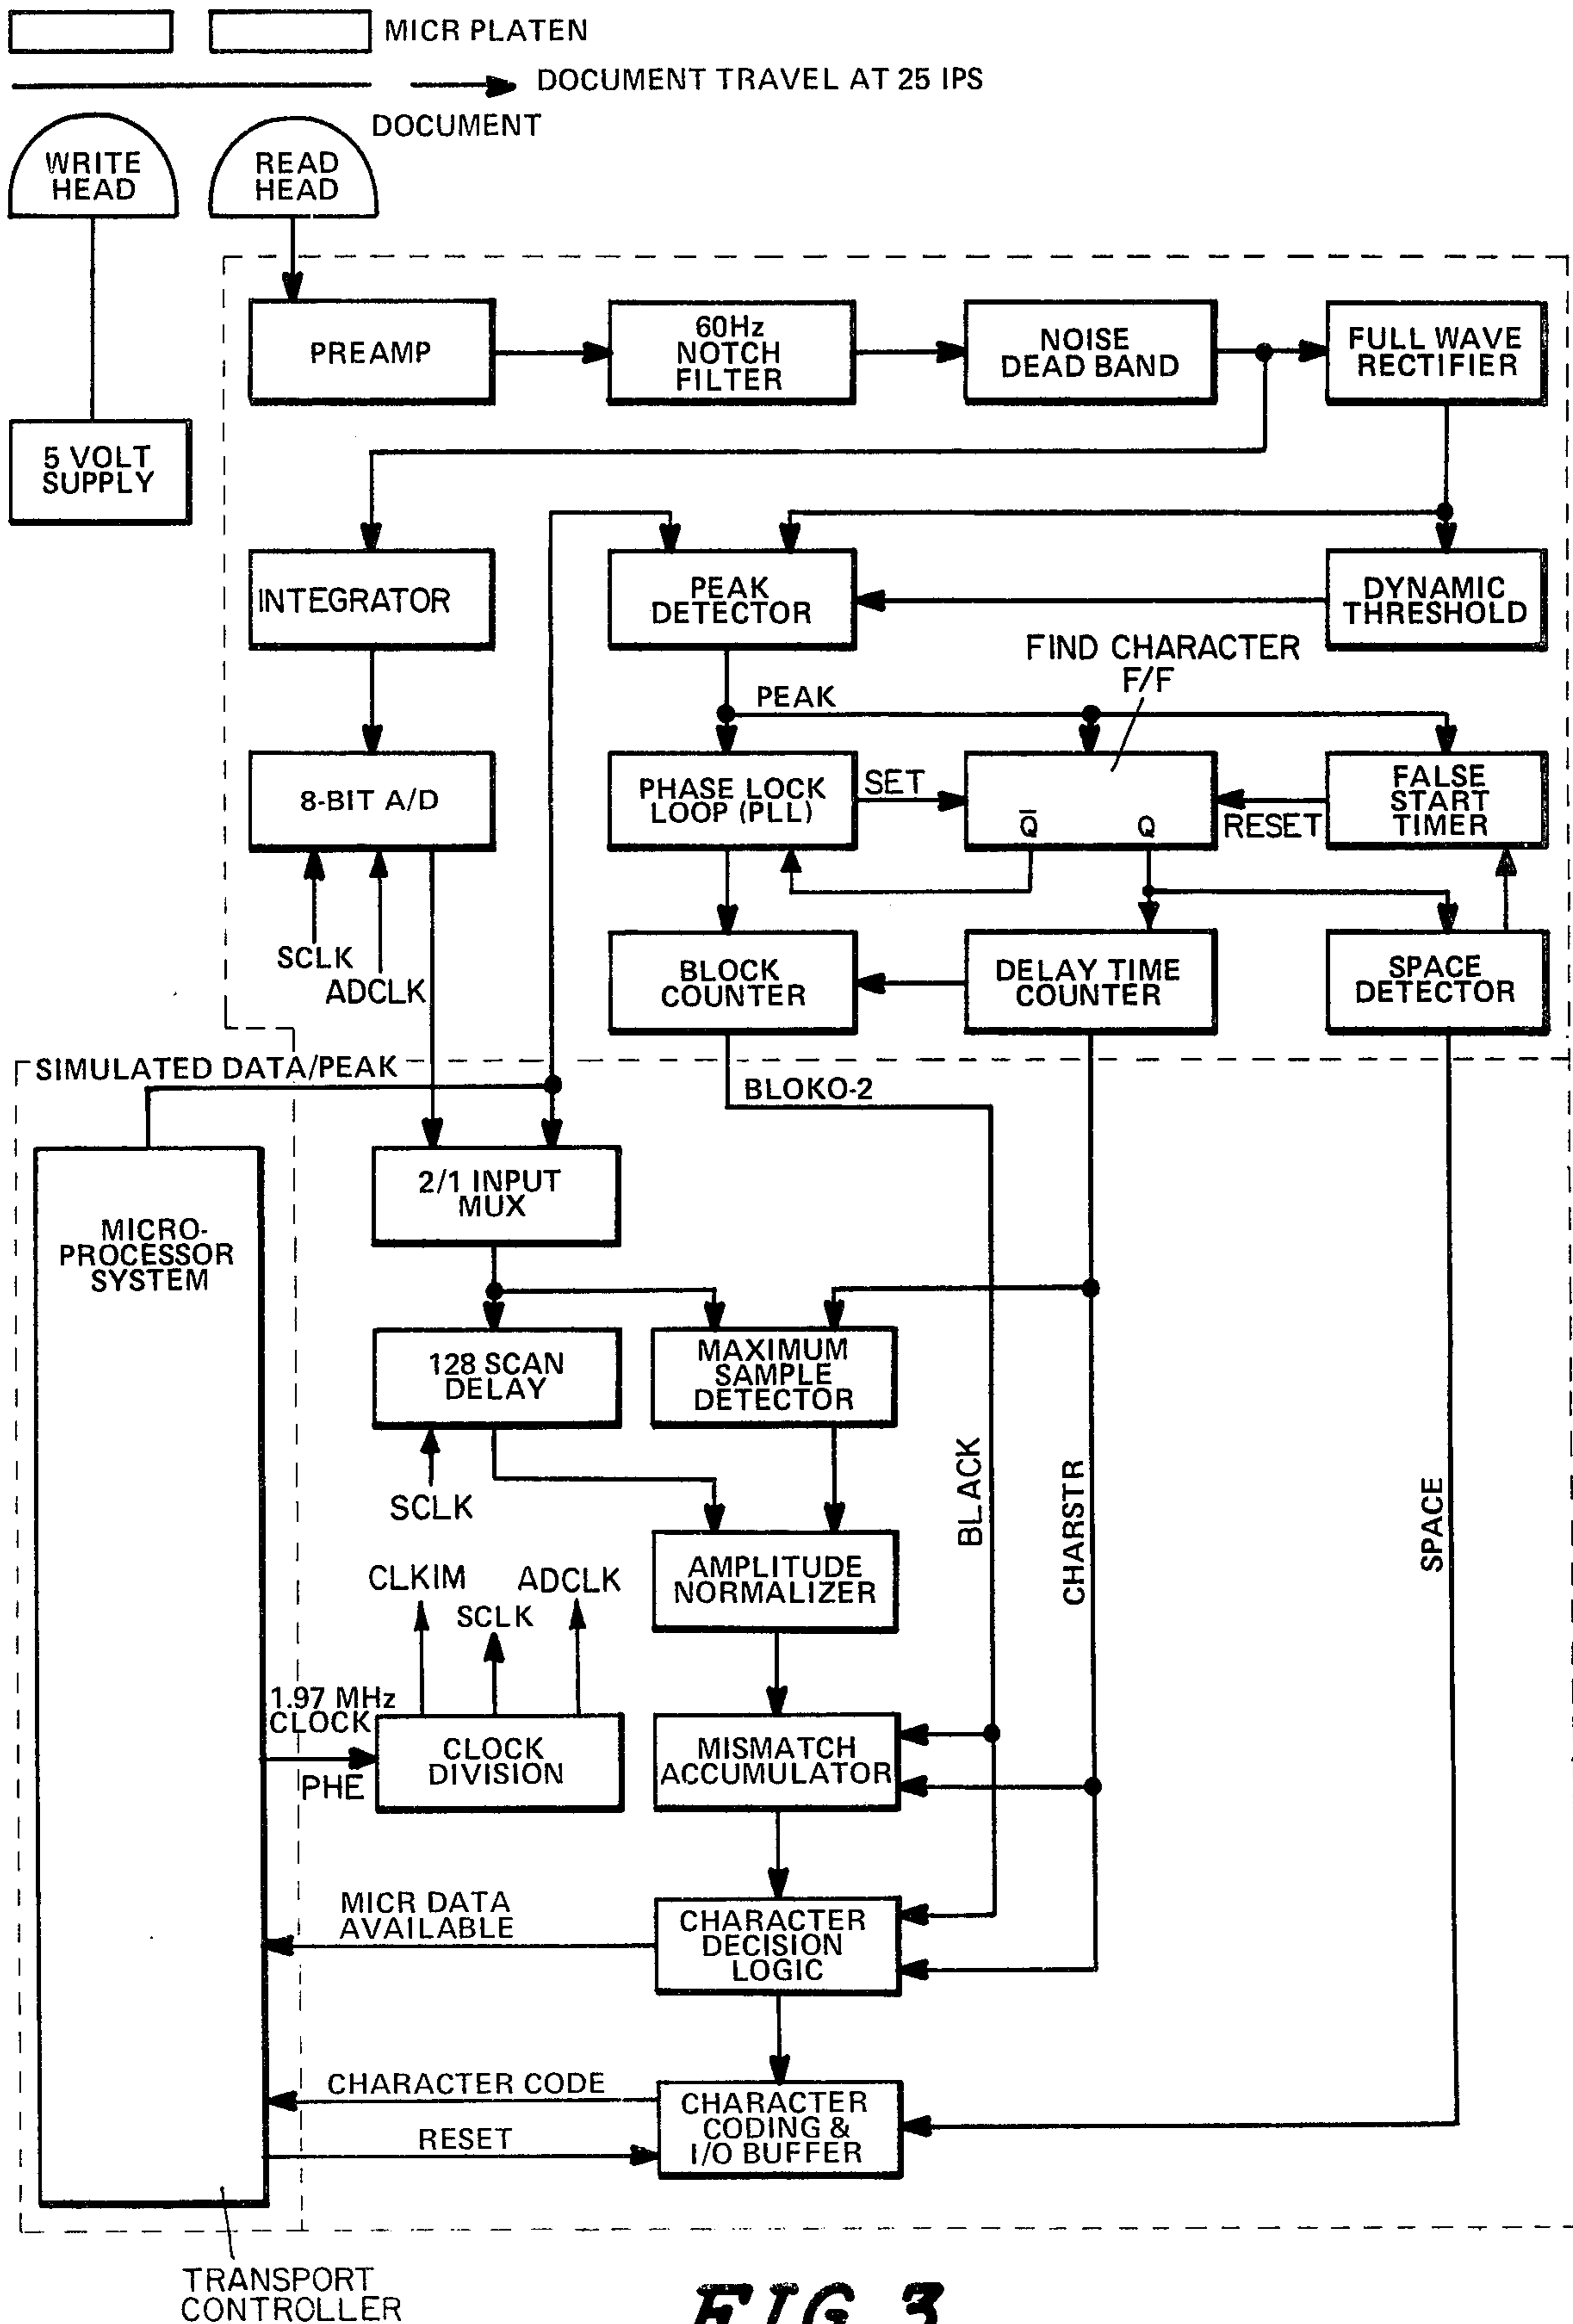 MICR PLATEN
DOCUMENT TRAVEL AT 25 IPS
DOCUMENT
WRITE
HEAD
READ
HEAD
PREAMP
60Hz
NOTCH
FILTER
NOISE
DEAD BAND
FULL WAVE
RECTIFIER
5 VOLT
SUPPLY
INTEGRATOR
PEAK
DETECTOR
DYNAMIC
THRESHOLD
FIND CHARACTER
F/F
PEAK
8-BIT A/D
PHASE LOCK
LOOP (PLL)
SET
Q̅
Q
RESET
FALSE
START
TIMER
SCLK
ADCLK
BLOCK
COUNTER
DELAY TIME
COUNTER
SPACE
DETECTOR
SIMULATED DATA/PEAK
BLOKO-2
2/1 INPUT
MUX
MICRO-
PROCESSOR
SYSTEM
128 SCAN
DELAY
MAXIMUM
SAMPLE
DETECTOR
SCLK
BLACK
CHARSTR
SPACE
AMPLITUDE
NORMALIZER
CLKIM
SCLK
ADCLK
1.97 MHz
CLOCK
PHE
CLOCK
DIVISION
MISMATCH
ACCUMULATOR
MICR DATA
AVAILABLE
CHARACTER
DECISION
LOGIC
CHARACTER CODE
RESET
CHARACTER
CODING &
I/O BUFFER
TRANSPORT
CONTROLLER
FIG. 3